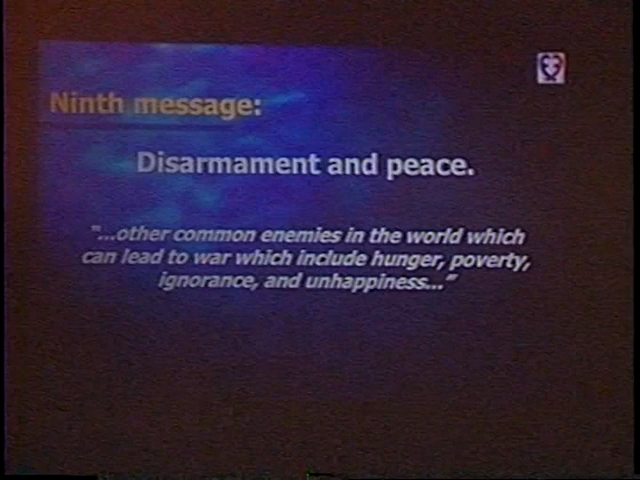 Ninth message:
Disarmament and peace.
"...other common enemies in the world which
can lead to war which include hunger, poverty,
ignorance, and unhappiness..."